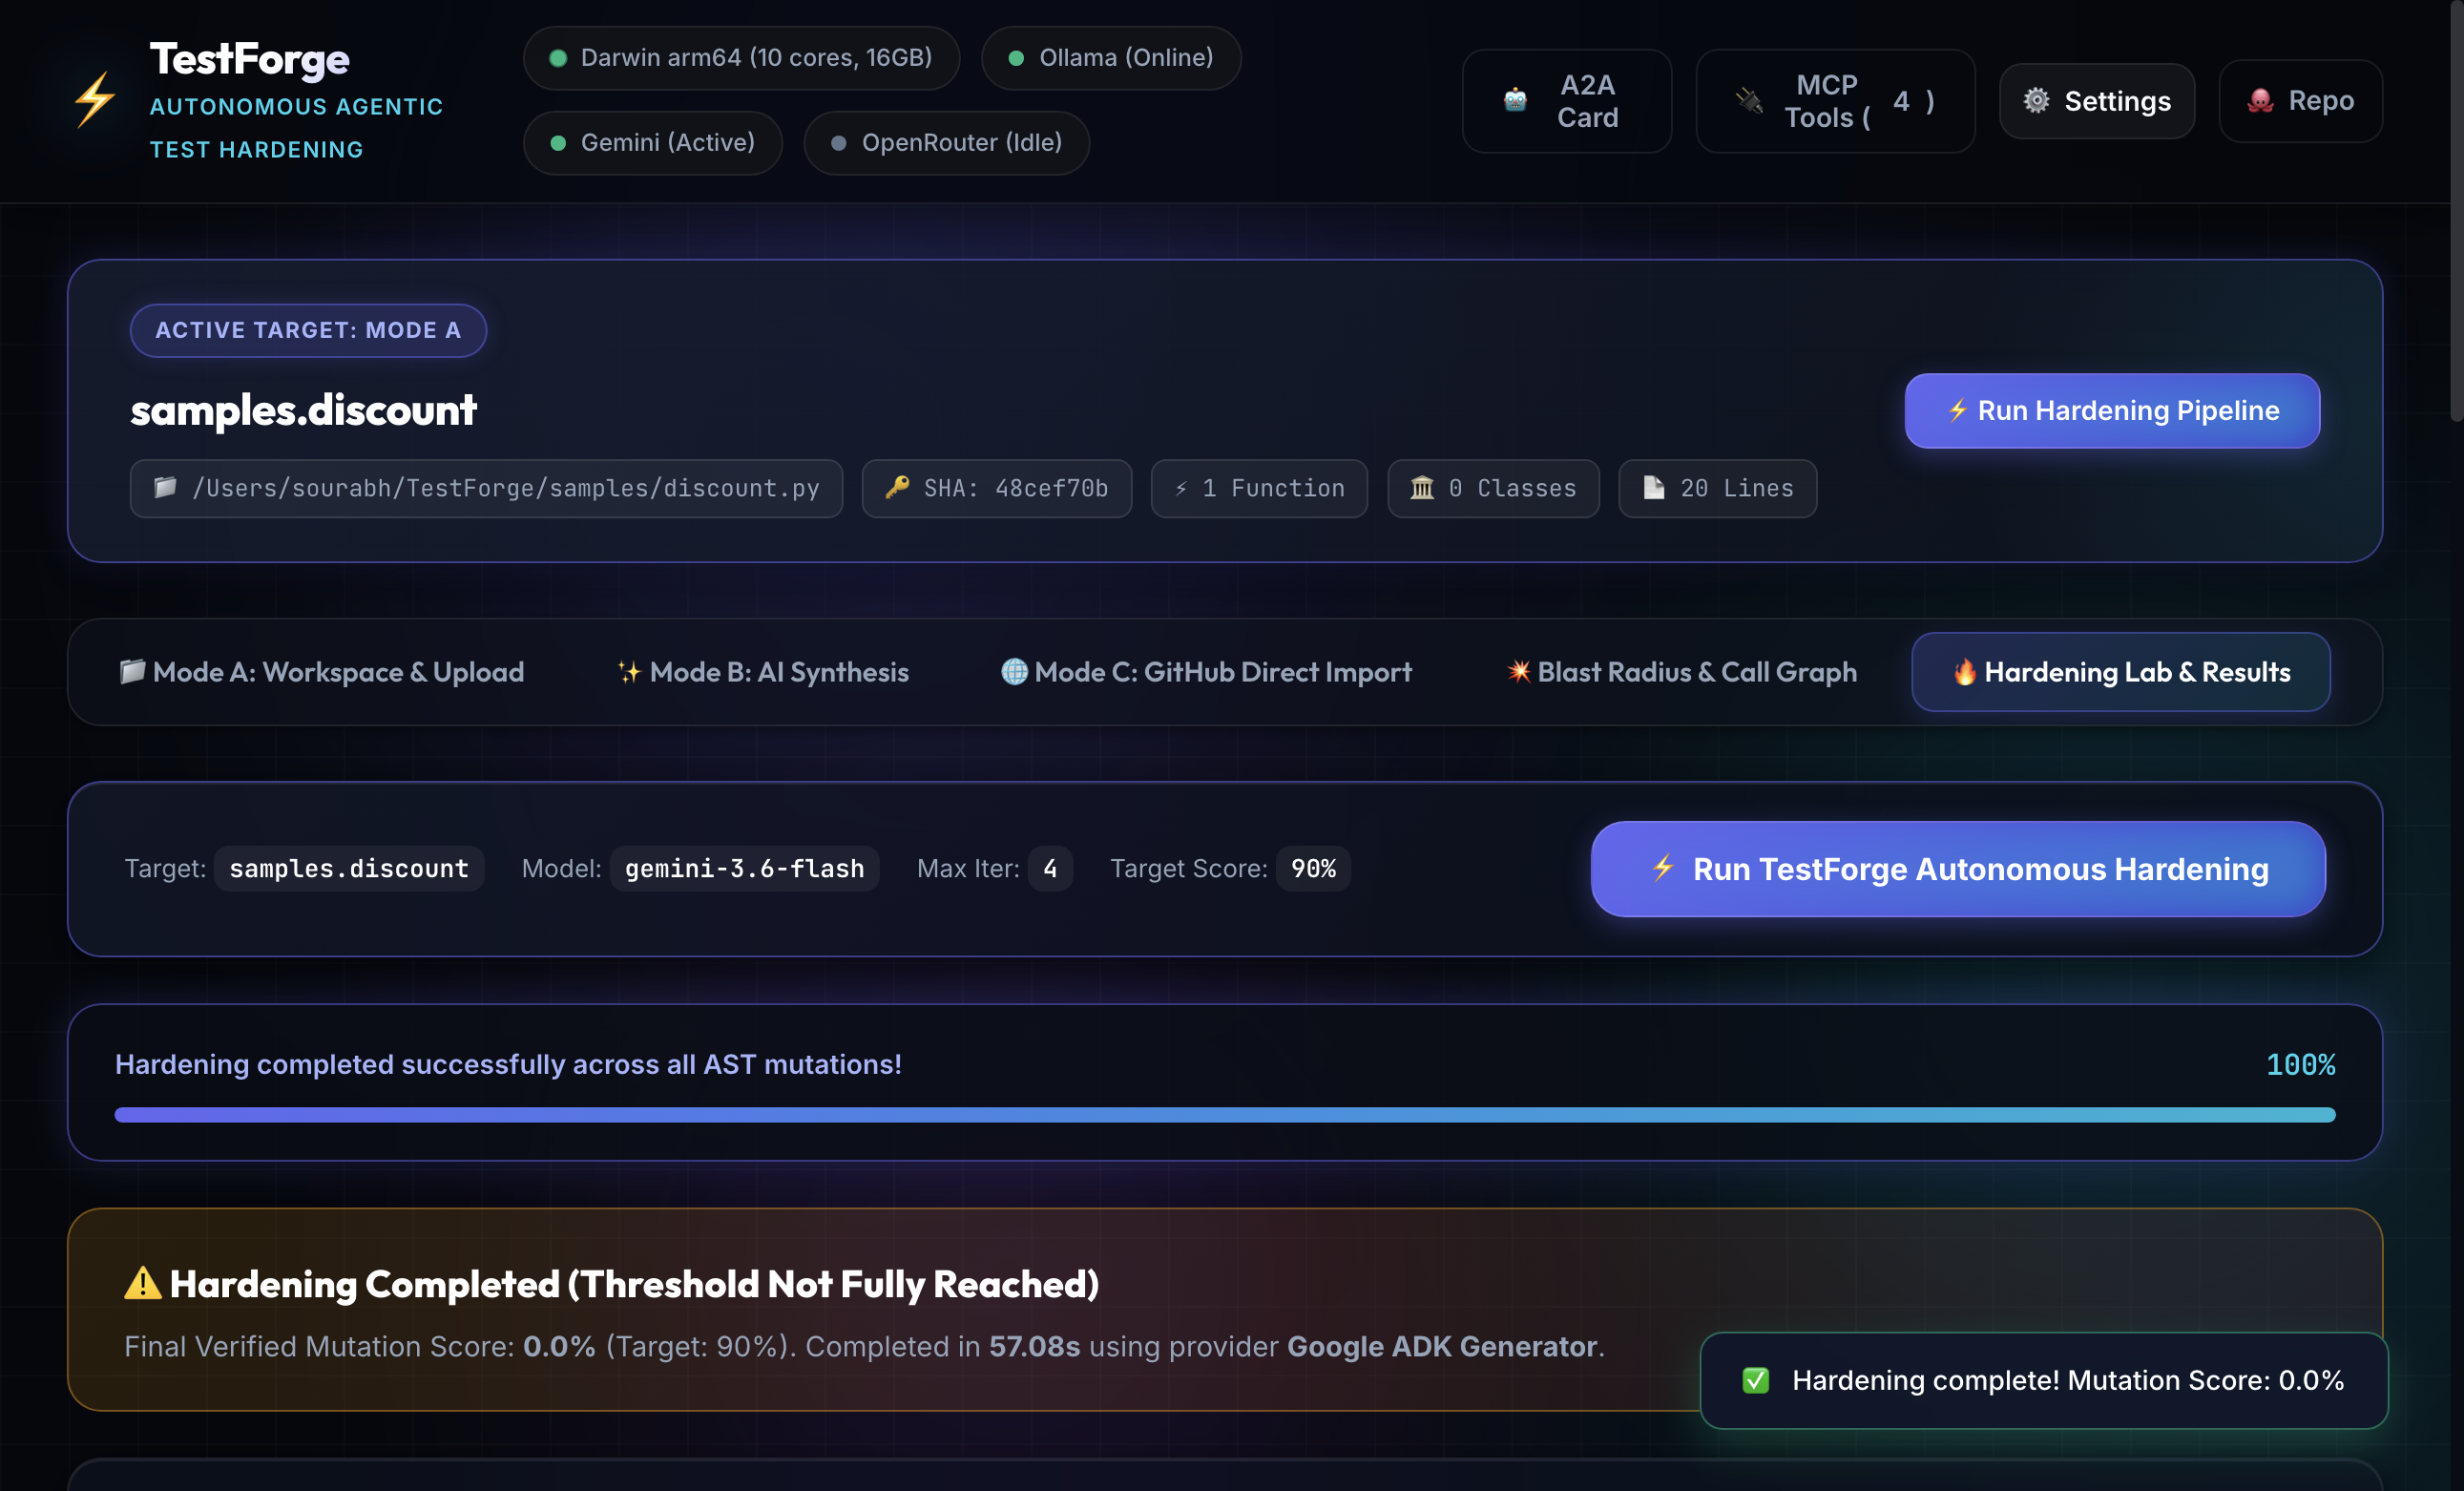 TestForge
AUTONOMOUS AGENTIC
TEST HARDENING
Darwin arm64 (10 cores, 16GB)
Ollama (Online)
Gemini (Active)
OpenRouter (Idle)
A2A
Card
MCP
Tools ( 4 )
Settings
Repo
ACTIVE TARGET: MODE A
samples.discount
/Users/sourabh/TestForge/samples/discount.py
SHA: 48cef70b
1 Function
0 Classes
20 Lines
Run Hardening Pipeline
Mode A: Workspace & Upload
Mode B: AI Synthesis
Mode C: GitHub Direct Import
Blast Radius & Call Graph
Hardening Lab & Results
Target: samples.discount
Model: gemini-3.6-flash
Max Iter: 4
Target Score: 90%
Run TestForge Autonomous Hardening
Hardening completed successfully across all AST mutations!
100%
Hardening Completed (Threshold Not Fully Reached)
Final Verified Mutation Score: 0.0% (Target: 90%). Completed in 57.08s using provider Google ADK Generator.
Hardening complete! Mutation Score: 0.0%